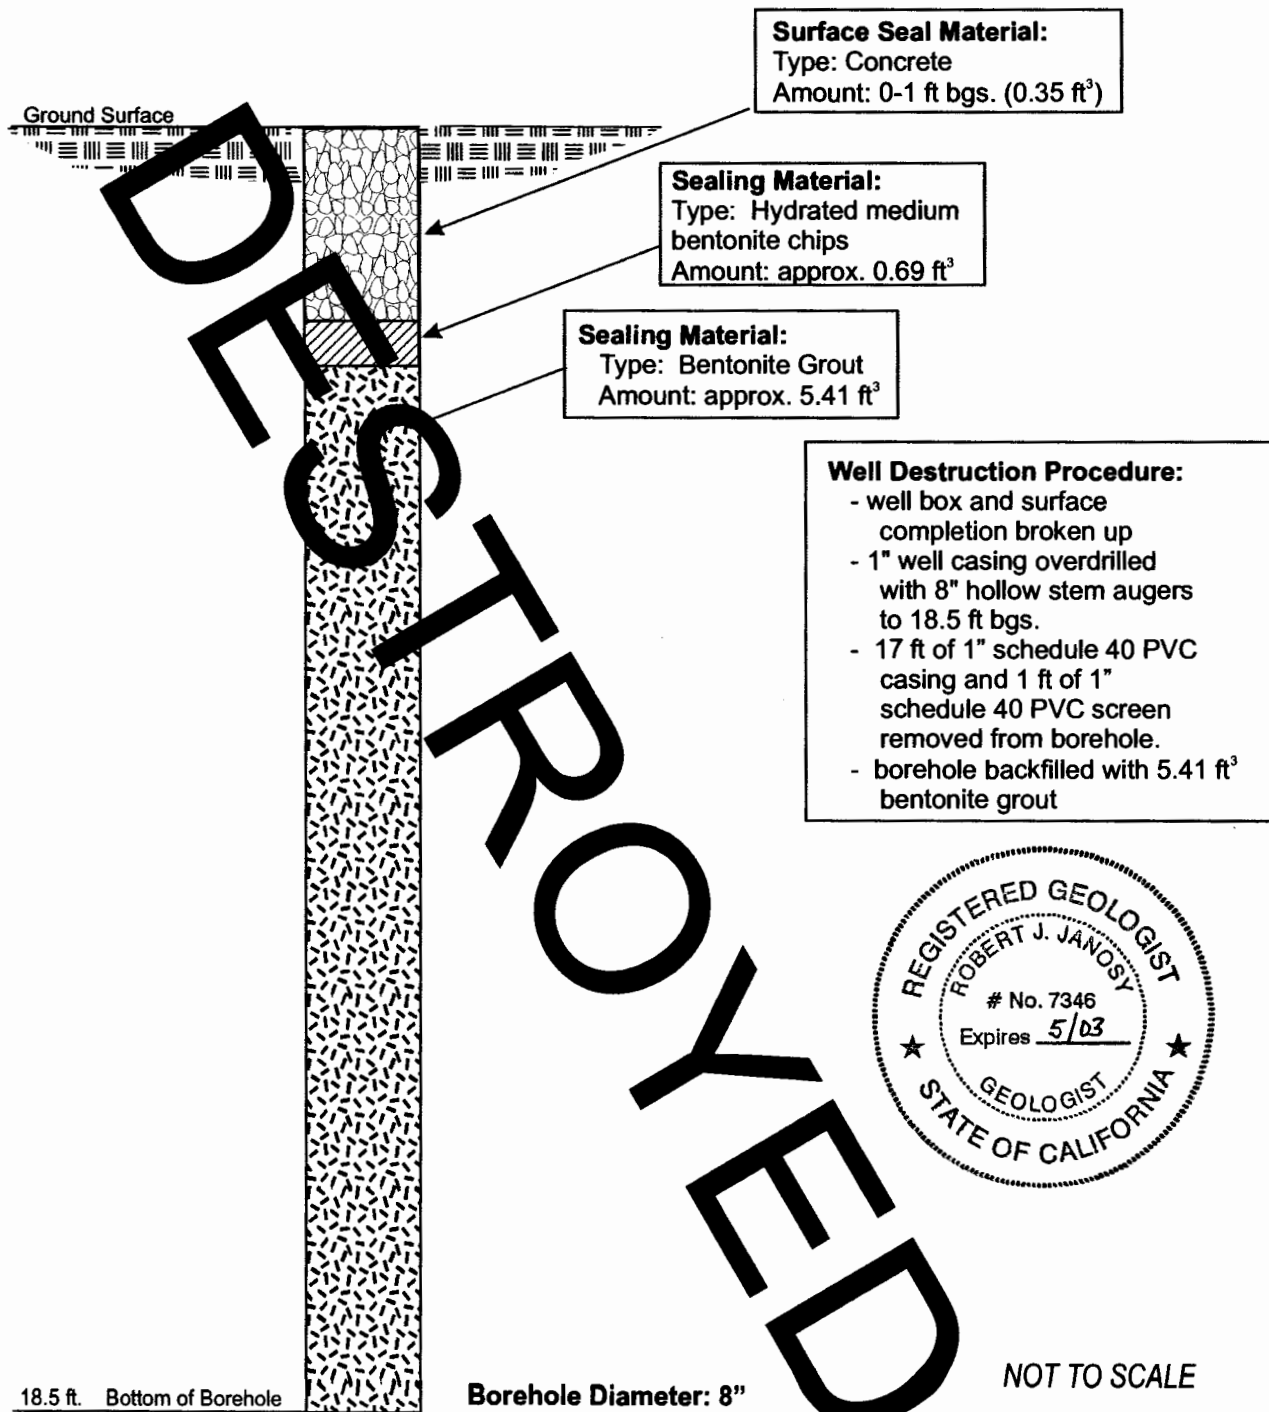 Surface Seal Material:
Type: Concrete
Amount: 0-1 ft bgs. (0.35 ft³)
Ground Surface
Sealing Material:
Type: Hydrated medium
bentonite chips
Amount: approx. 0.69 ft³
Sealing Material:
Type: Bentonite Grout
Amount: approx. 5.41 ft³
DESTROYED
Well Destruction Procedure:
- well box and surface
completion broken up
- 1" well casing overdrilled
with 8" hollow stem augers
to 18.5 ft bgs.
- 17 ft of 1" schedule 40 PVC
casing and 1 ft of 1"
schedule 40 PVC screen
removed from borehole.
- borehole backfilled with 5.41 ft³
bentonite grout
REGISTERED GEOLOGIST
ROBERT J. JANOSY
# No. 7346
Expires 5/03
GEOLOGIST
STATE OF CALIFORNIA
NOT TO SCALE
18.5 ft. Bottom of Borehole
Borehole Diameter: 8"